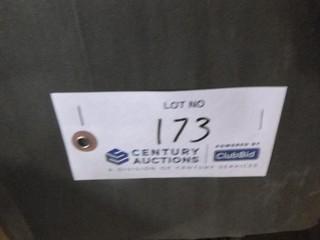 LOT NO
173
CENTURY AUCTIONS
POWERED BY
ClubBid
A DIVISION OF CENTURY SERVICES